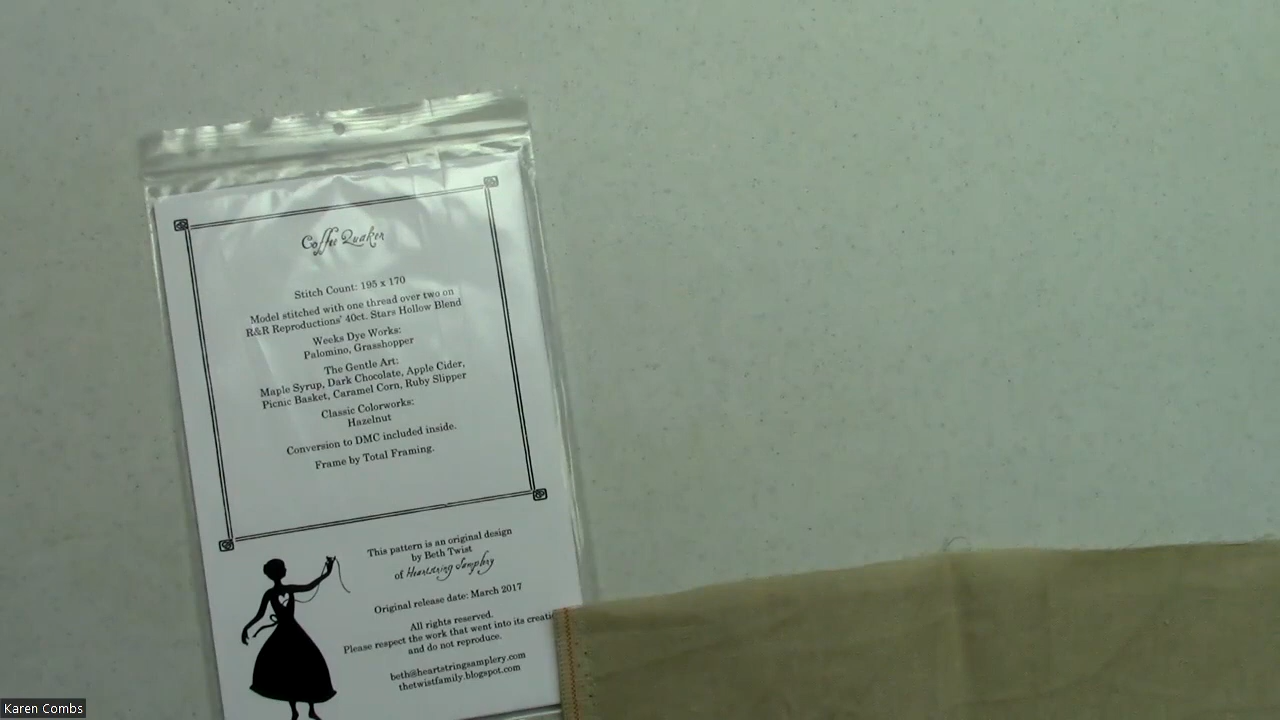 Coffee Quaker
Stitch Count: 195 x 170
Model stitched with one thread over two on
R&R Reproductions' 40ct. Stars Hollow Blend
Weeks Dye Works:
Palomino, Grasshopper
The Gentle Art:
Maple Syrup, Dark Chocolate, Apple Cider,
Picnic Basket, Caramel Corn, Ruby Slipper
Classic Colorworks:
Hazelnut
Conversion to DMC included inside.
Frame by Total Framing.
This pattern is an original design
by Beth Twist
of Heartstring Samplery
Original release date: March 2017
All rights reserved.
Please respect the work that went into its
and do not reproduce.
beth@heartstringsamplery.com
thetwistfamily.blogspot.com
Karen Combs